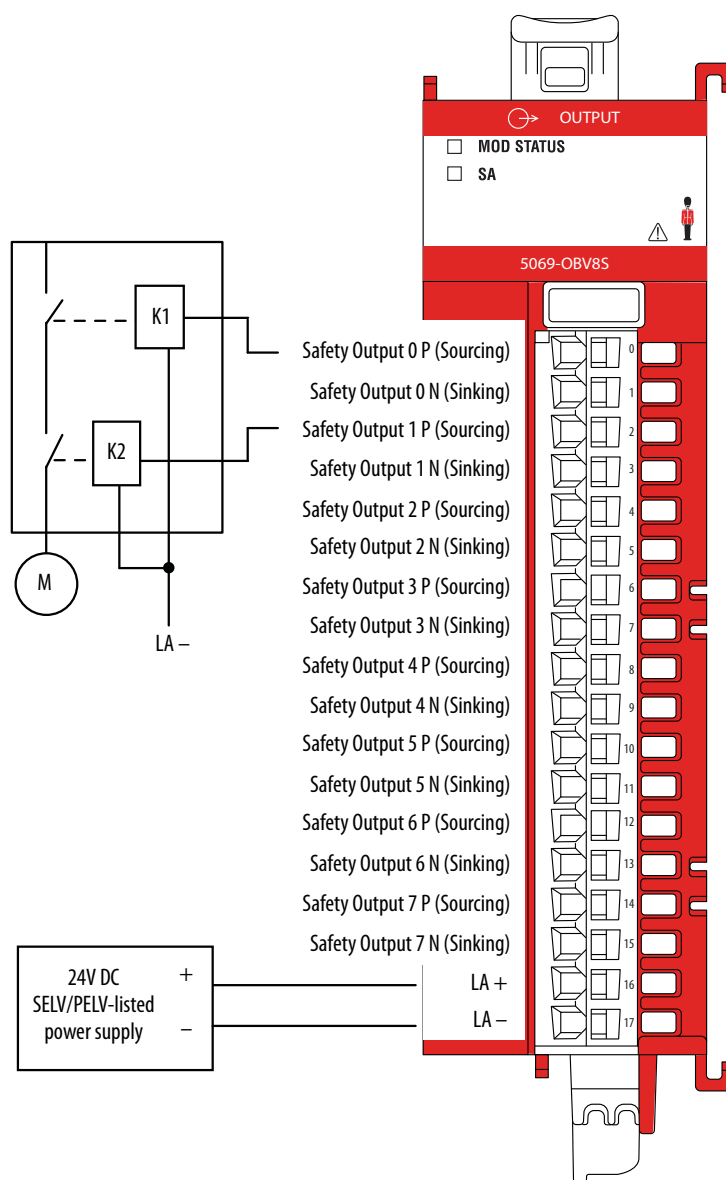 OUTPUT
MOD STATUS
SA
5069-OBV8S
K1
K2
M
LA –
Safety Output 0 P (Sourcing) 0
Safety Output 0 N (Sinking) 1
Safety Output 1 P (Sourcing) 2
Safety Output 1 N (Sinking) 3
Safety Output 2 P (Sourcing) 4
Safety Output 2 N (Sinking) 5
Safety Output 3 P (Sourcing) 6
Safety Output 3 N (Sinking) 7
Safety Output 4 P (Sourcing) 8
Safety Output 4 N (Sinking) 9
Safety Output 5 P (Sourcing) 10
Safety Output 5 N (Sinking) 11
Safety Output 6 P (Sourcing) 12
Safety Output 6 N (Sinking) 13
Safety Output 7 P (Sourcing) 14
Safety Output 7 N (Sinking) 15
LA + 16
LA – 17
24V DC +
SELV/PELV-listed
power supply –